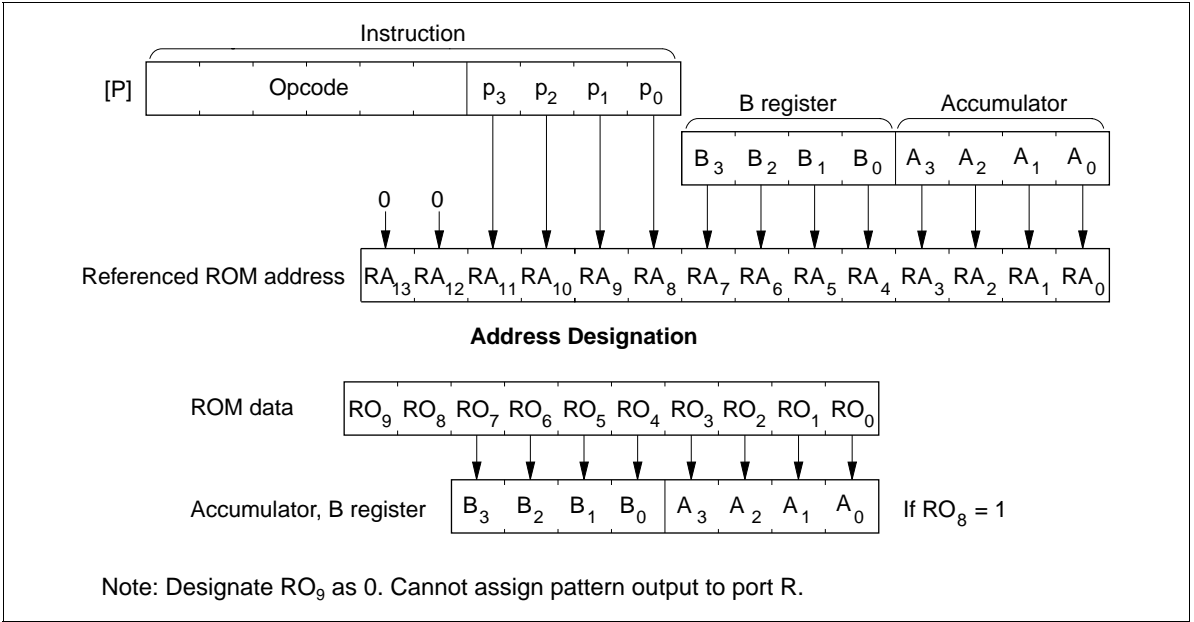 Instruction
[P] Opcode p3 p2 p1 p0
B register Accumulator
B3 B2 B1 B0 A3 A2 A1 A0
0 0
Referenced ROM address RA13 RA12 RA11 RA10 RA9 RA8 RA7 RA6 RA5 RA4 RA3 RA2 RA1 RA0
Address Designation
ROM data RO9 RO8 RO7 RO6 RO5 RO4 RO3 RO2 RO1 RO0
Accumulator, B register B3 B2 B1 B0 A3 A2 A1 A0 If RO8 = 1
Note: Designate RO9 as 0. Cannot assign pattern output to port R.